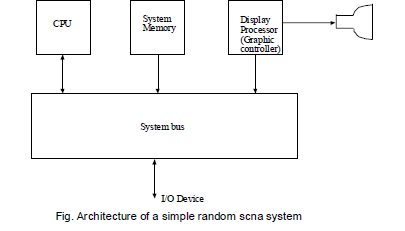 CPU
System
Memory
Display
Processor
(Graphic
controller)
System bus
I/O Device
Fig. Architecture of a simple random scna system